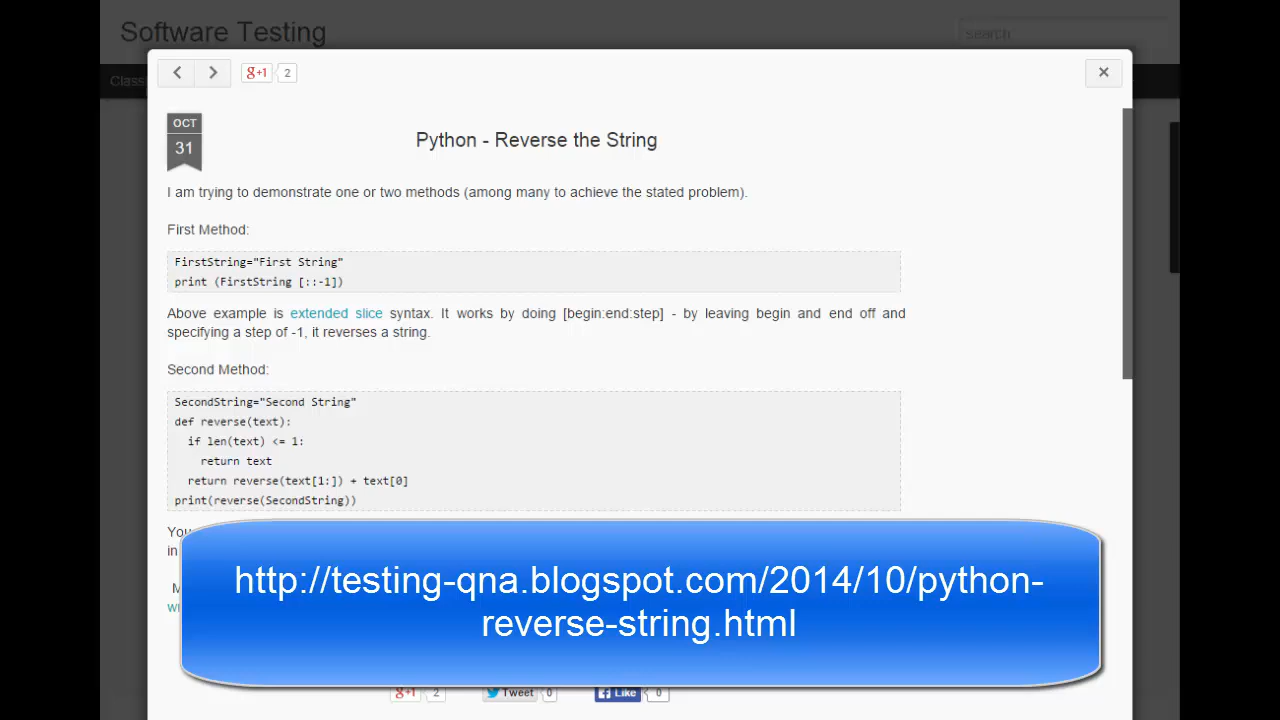 Software Testing
search
Classi
g+1 2
OCT
31
Python - Reverse the String
I am trying to demonstrate one or two methods (among many to achieve the stated problem).
First Method:
FirstString="First String"
print (FirstString [::-1])
Above example is extended slice syntax. It works by doing [begin:end:step] - by leaving begin and end off and
specifying a step of -1, it reverses a string.
Second Method:
SecondString="Second String"
def reverse(text):
if len(text) <= 1:
return text
return reverse(text[1:]) + text[0]
print(reverse(SecondString))
in
http://testing-qna.blogspot.com/2014/10/python-
reverse-string.html
g+1 2 Tweet 0 Like 0